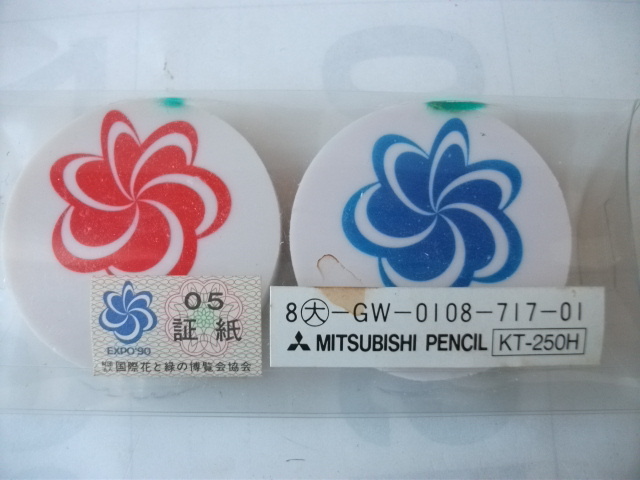 05
証紙
EXPO'90
国際花と緑の博覧会協会
8㊅-GW-0108-717-01
MITSUBISHI PENCIL KT-250H